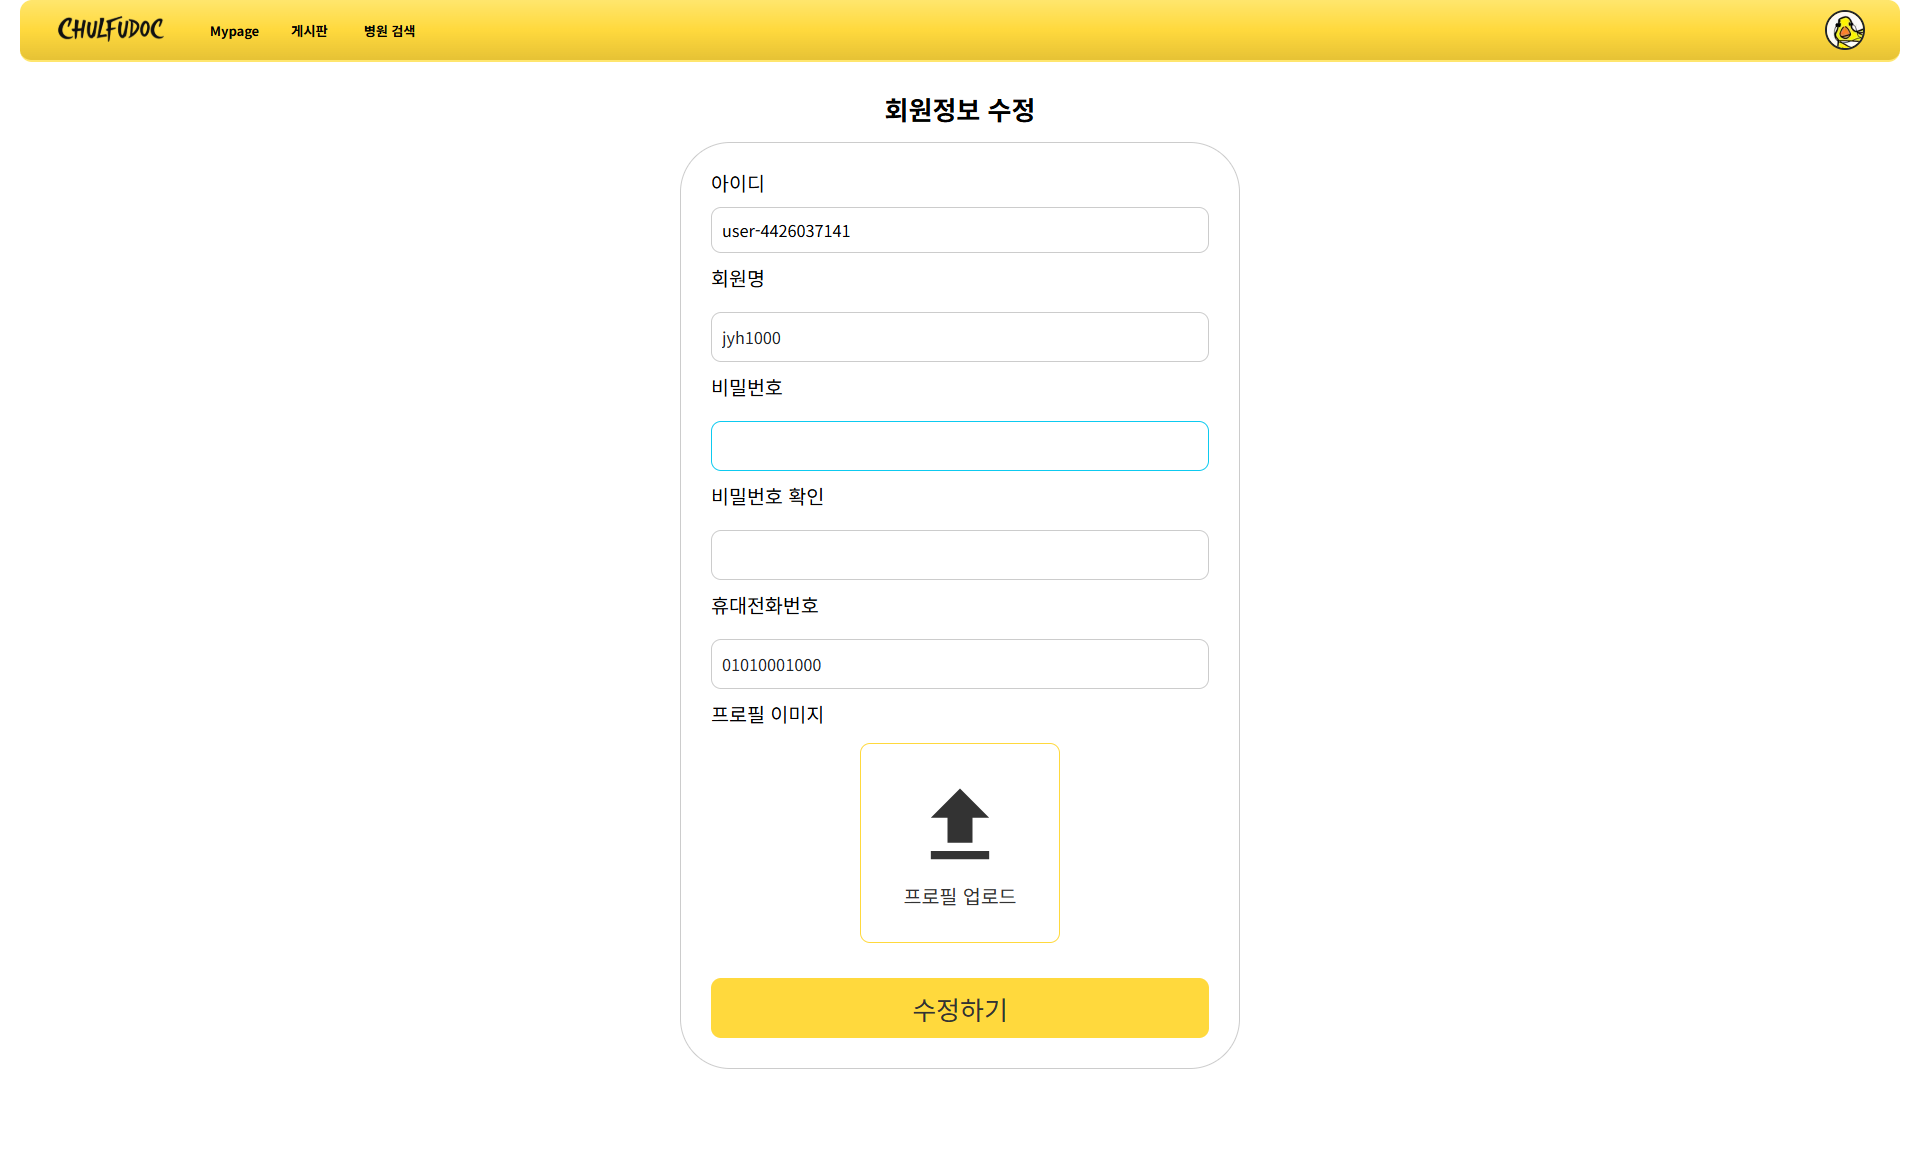 CHULFUDOC Mypage 게시판 병원 검색
회원정보 수정
아이디
user-4426037141
회원명
jyh1000
비밀번호
비밀번호 확인
휴대전화번호
01010001000
프로필 이미지
프로필 업로드
수정하기